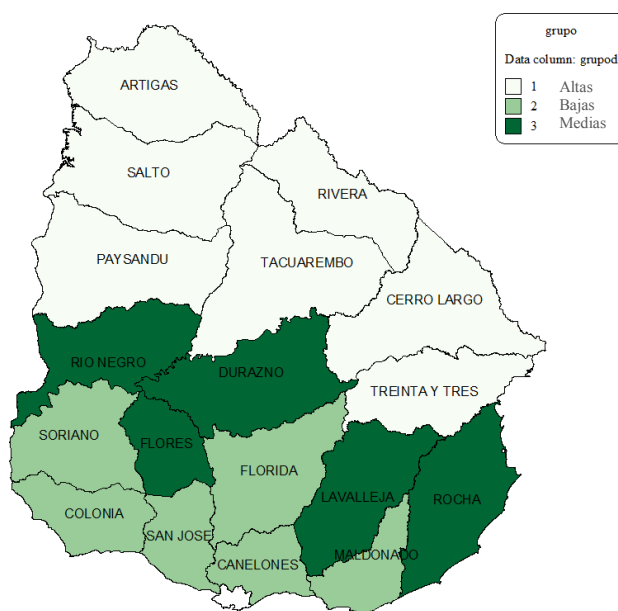 grupo
Data column: grupod
1 Altas
2 Bajas
3 Medias
ARTIGAS
SALTO
RIVERA
PAYSANDU
TACUAREMBO
CERRO LARGO
RIO NEGRO
DURAZNO
TREINTA Y TRES
SORIANO
FLORES
FLORIDA
LAVALLEJA
ROCHA
COLONIA
SAN JOSE
MALDONADO
CANELONES